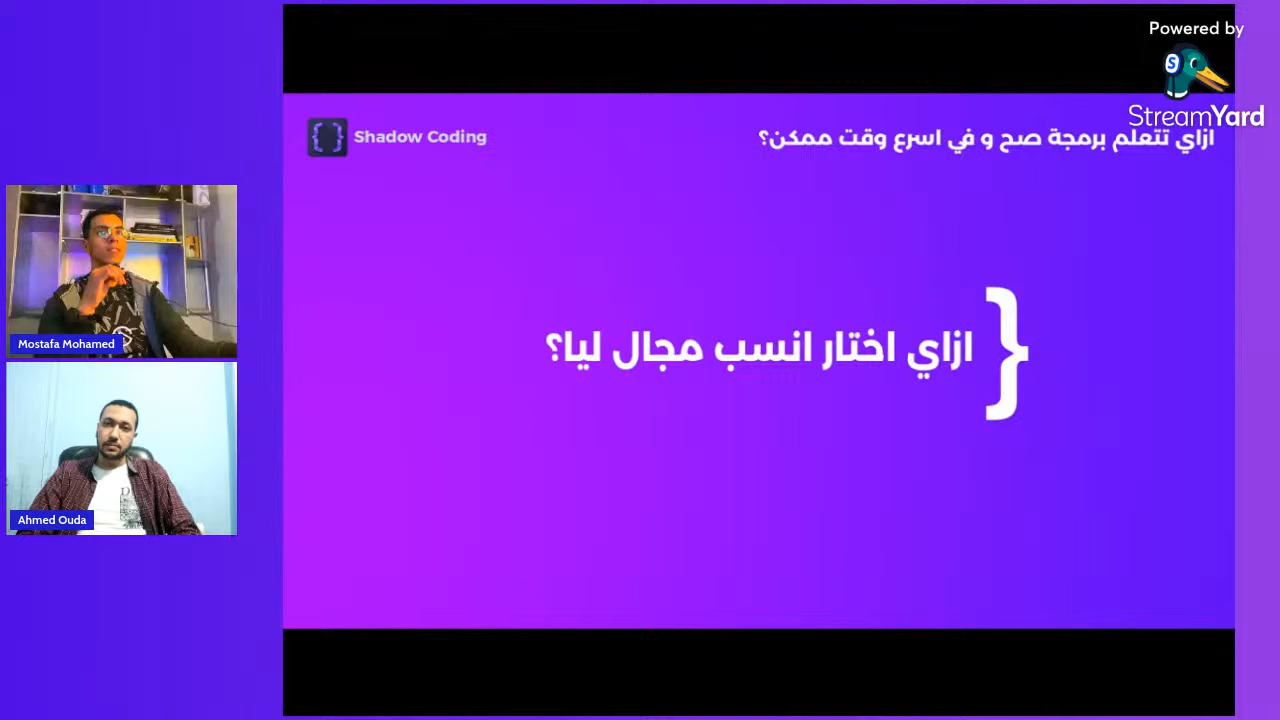 Powered by
StreamYard
Shadow Coding
ازاي تتعلم برمجة صح و في اسرع وقت ممكن؟
ازاي اختار انسب مجال ليا؟
Mostafa Mohamed
Ahmed Ouda